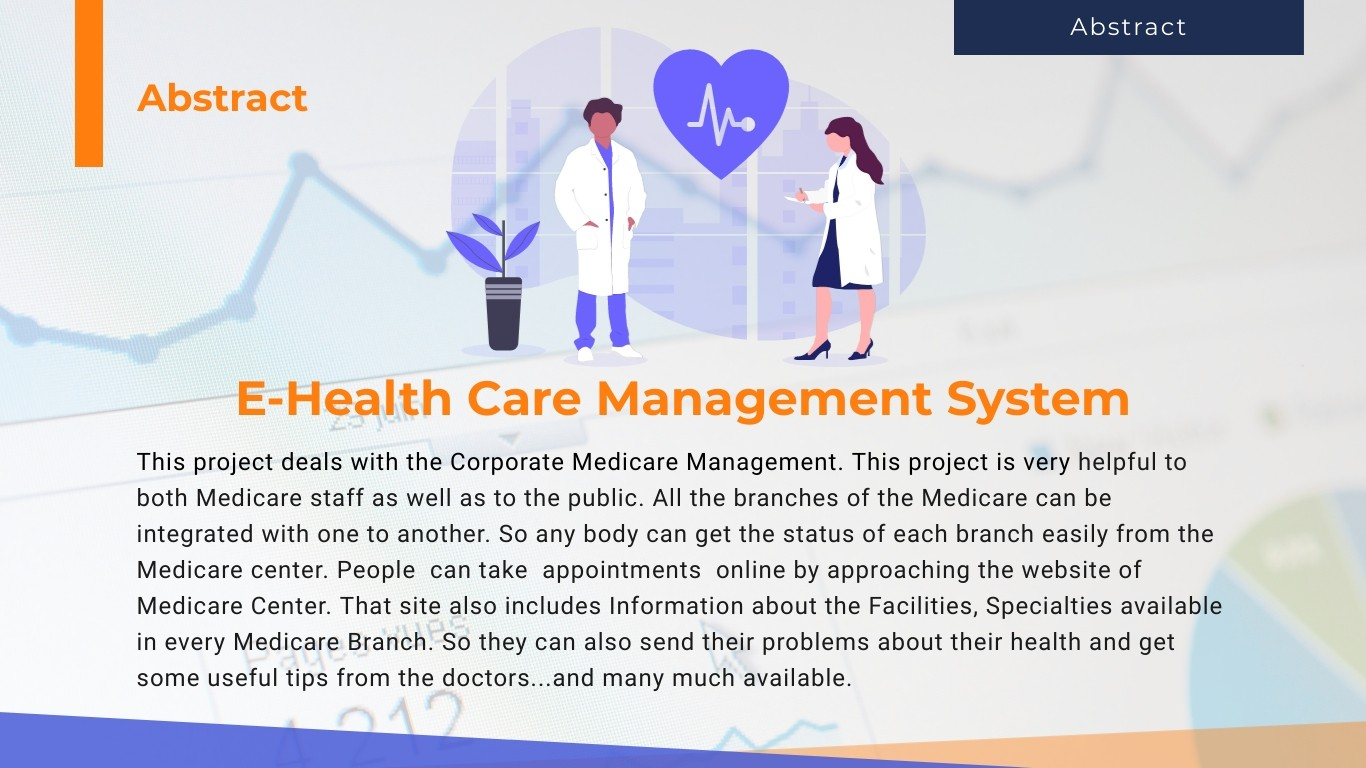 Abstract
Abstract
E-Health Care Management System
This project deals with the Corporate Medicare Management. This project is very helpful to
both Medicare staff as well as to the public. All the branches of the Medicare can be
integrated with one to another. So any body can get the status of each branch easily from the
Medicare center. People  can take  appointments  online by approaching the website of
Medicare Center. That site also includes Information about the Facilities, Specialties available
in every Medicare Branch. So they can also send their problems about their health and get
some useful tips from the doctors...and many much available.
4 212